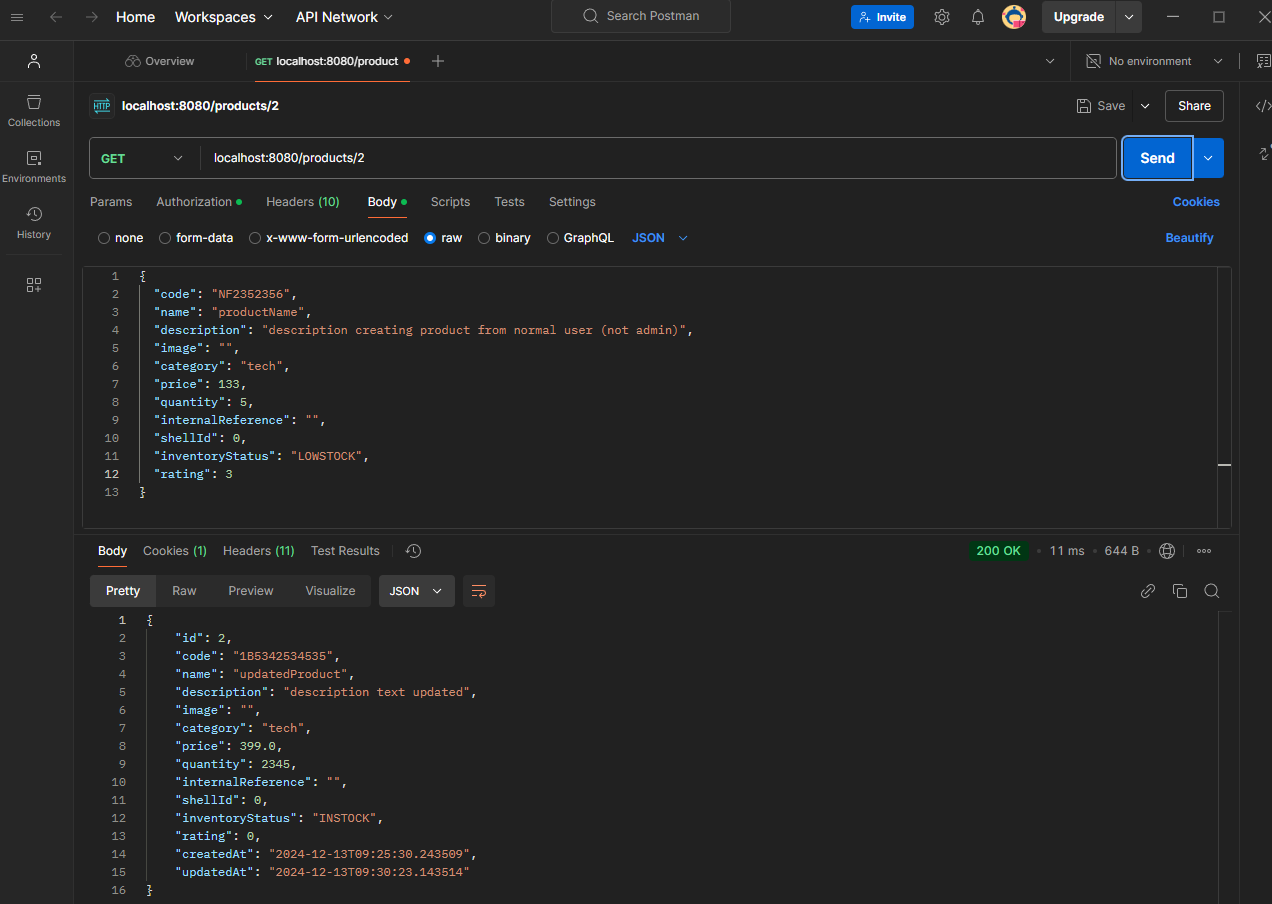 Home Workspaces API Network Search Postman Invite Upgrade
Overview GET localhost:8080/product No environment
HTTP localhost:8080/products/2 Save Share
Collections
GET localhost:8080/products/2 Send
Environments
Params Authorization Headers (10) Body Scripts Tests Settings Cookies
History
none form-data x-www-form-urlencoded raw binary GraphQL JSON Beautify
1 {
2 "code": "NF2352356",
3 "name": "productName",
4 "description": "description creating product from normal user (not admin)",
5 "image": "",
6 "category": "tech",
7 "price": 133,
8 "quantity": 5,
9 "internalReference": "",
10 "shellId": 0,
11 "inventoryStatus": "LOWSTOCK",
12 "rating": 3
13 }
Body Cookies (1) Headers (11) Test Results 200 OK 11 ms 644 B
Pretty Raw Preview Visualize JSON
1 {
2 "id": 2,
3 "code": "1B5342534535",
4 "name": "updatedProduct",
5 "description": "description text updated",
6 "image": "",
7 "category": "tech",
8 "price": 399.0,
9 "quantity": 2345,
10 "internalReference": "",
11 "shellId": 0,
12 "inventoryStatus": "INSTOCK",
13 "rating": 0,
14 "createdAt": "2024-12-13T09:25:30.243509",
15 "updatedAt": "2024-12-13T09:30:23.143514"
16 }